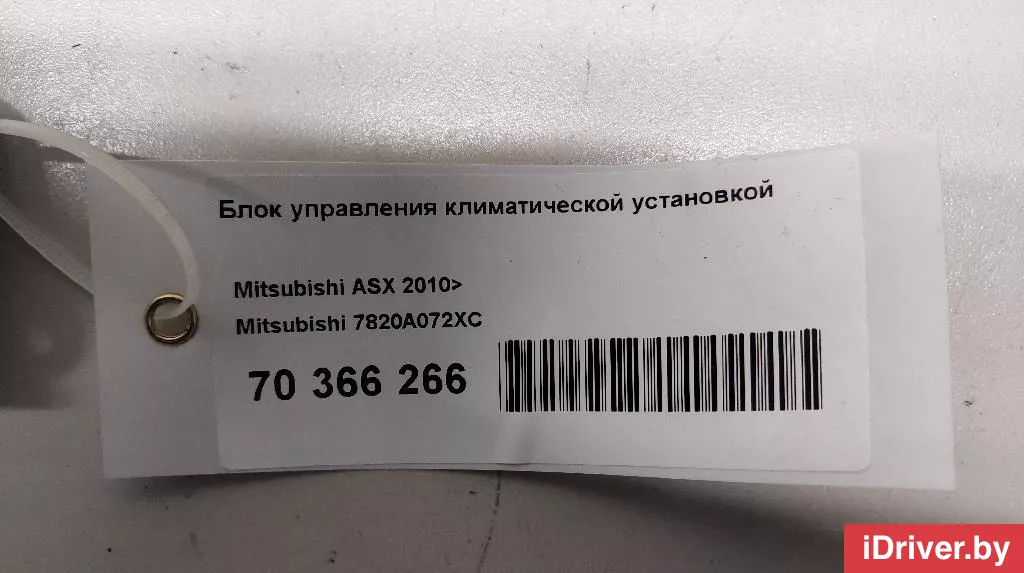 Блок управления климатической установкой
Mitsubishi ASX 2010>
Mitsubishi 7820A072XC
70 366 266
iDriver.by